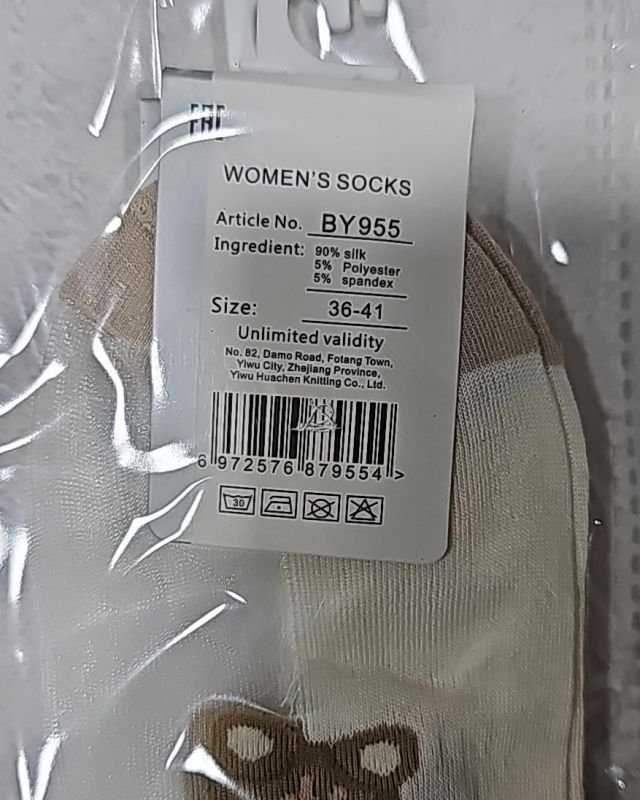 EAC
WOMEN'S SOCKS
Article No. BY955
Ingredient: 90% silk
5% Polyester
5% spandex
Size: 36-41
Unlimited validity
No. 82, Damo Road, Fotang Town,
Yiwu City, Zhejiang Province,
Yiwu Huachen Knitting Co., Ltd.
6 972576 879554 >
30